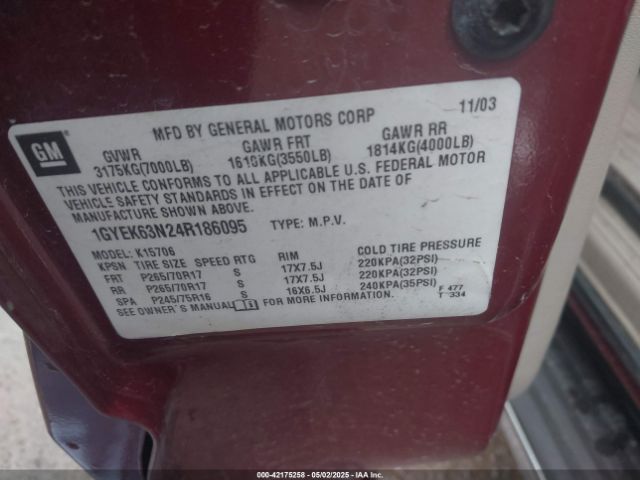 MFD BY GENERAL MOTORS CORP 11/03
GM
GVWR GAWR FRT GAWR RR
3175KG(7000LB) 1610KG(3550LB) 1814KG(4000LB)
THIS VEHICLE CONFORMS TO ALL APPLICABLE U.S. FEDERAL MOTOR
VEHICLE SAFETY STANDARDS IN EFFECT ON THE DATE OF
MANUFACTURE SHOWN ABOVE.
1GYEK63N24R186095 TYPE: M.P.V.
MODEL: K15706
KPSN TIRE SIZE SPEED RTG RIM COLD TIRE PRESSURE
FRT P265/70R17 S 17X7.5J 220KPA(32PSI)
RR P265/70R17 S 17X7.5J 220KPA(32PSI)
SPA P245/75R16 S 16X6.5J 240KPA(35PSI)
SEE OWNER'S MANUAL FOR MORE INFORMATION.
F 477
T 334
000-42175258 - 05/02/2025 - IAAI.com